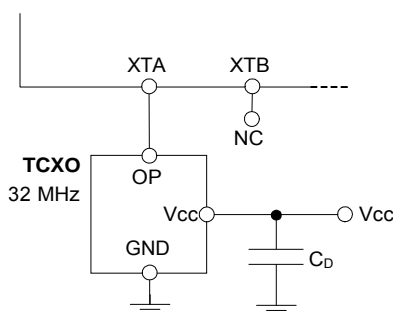 XTA
XTB
NC
TCXO
32 MHz
OP
Vcc
Vcc
GND
CD